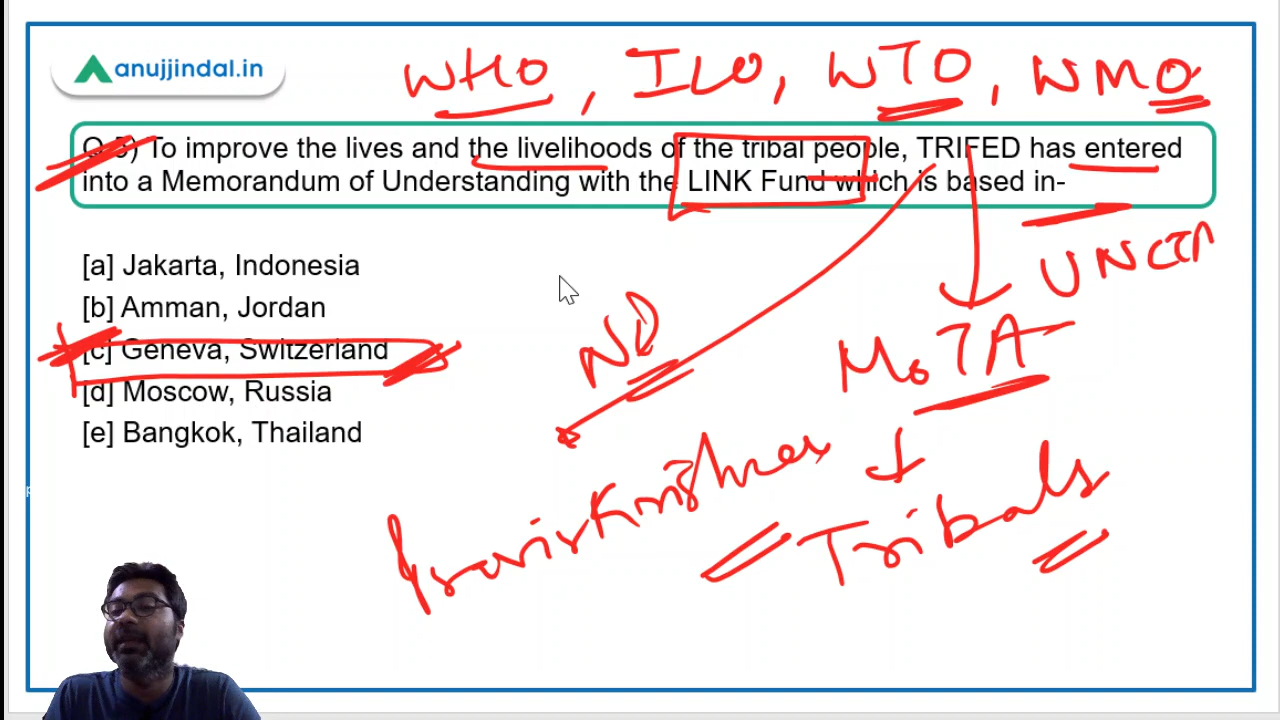 anujjindal.in
WHO, ILO, WTO, WMO
Q.5) To improve the lives and the livelihoods of the tribal people, TRIFED has entered
into a Memorandum of Understanding with the LINK Fund which is based in-
UNCTA
[a] Jakarta, Indonesia
[b] Amman, Jordan
[c] Geneva, Switzerland
[d] Moscow, Russia
[e] Bangkok, Thailand
ND
MoTA
PravirKrishna
Tribals